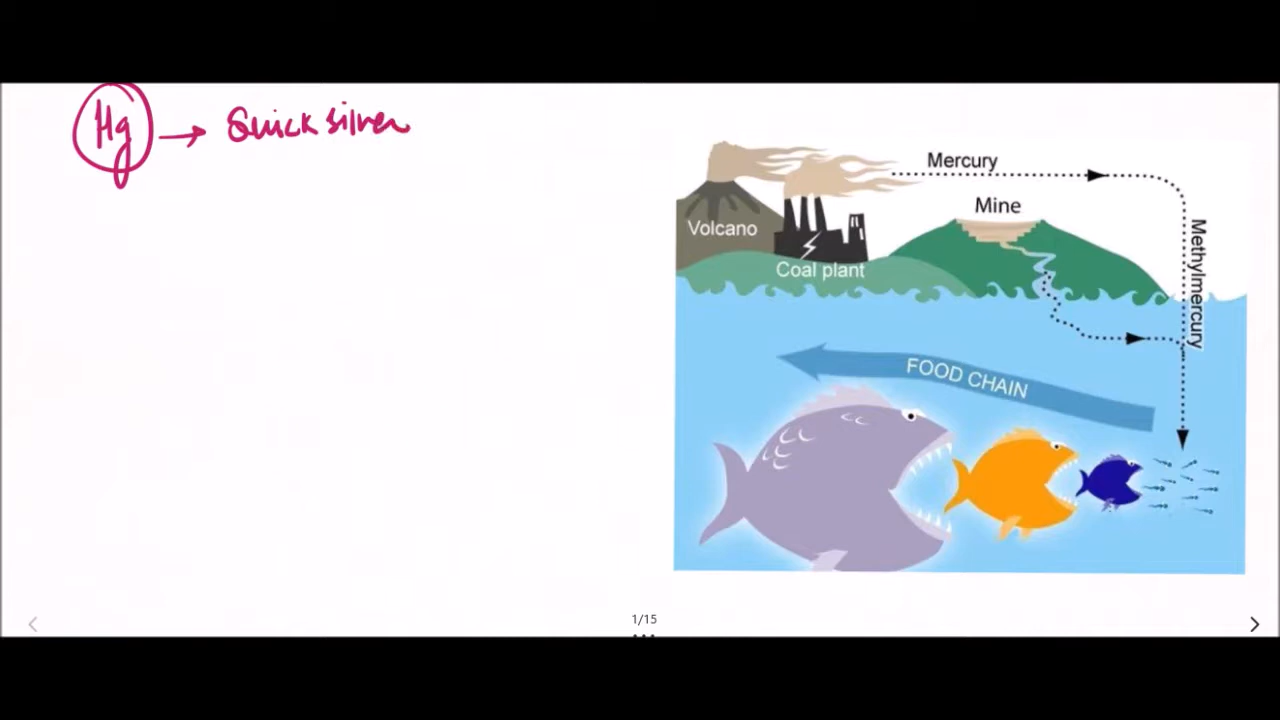 Hg → Quick silver
Mercury
Mine
Volcano
Coal plant
Methylmercury
FOOD CHAIN
1/15